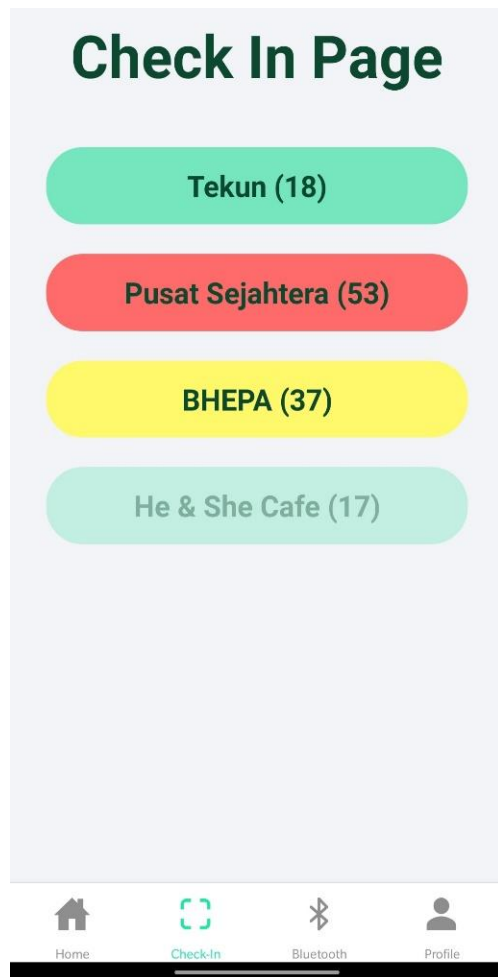 Check In Page
Tekun (18)
Pusat Sejahtera (53)
BHEPA (37)
He & She Cafe (17)
Home Check-In Bluetooth Profile